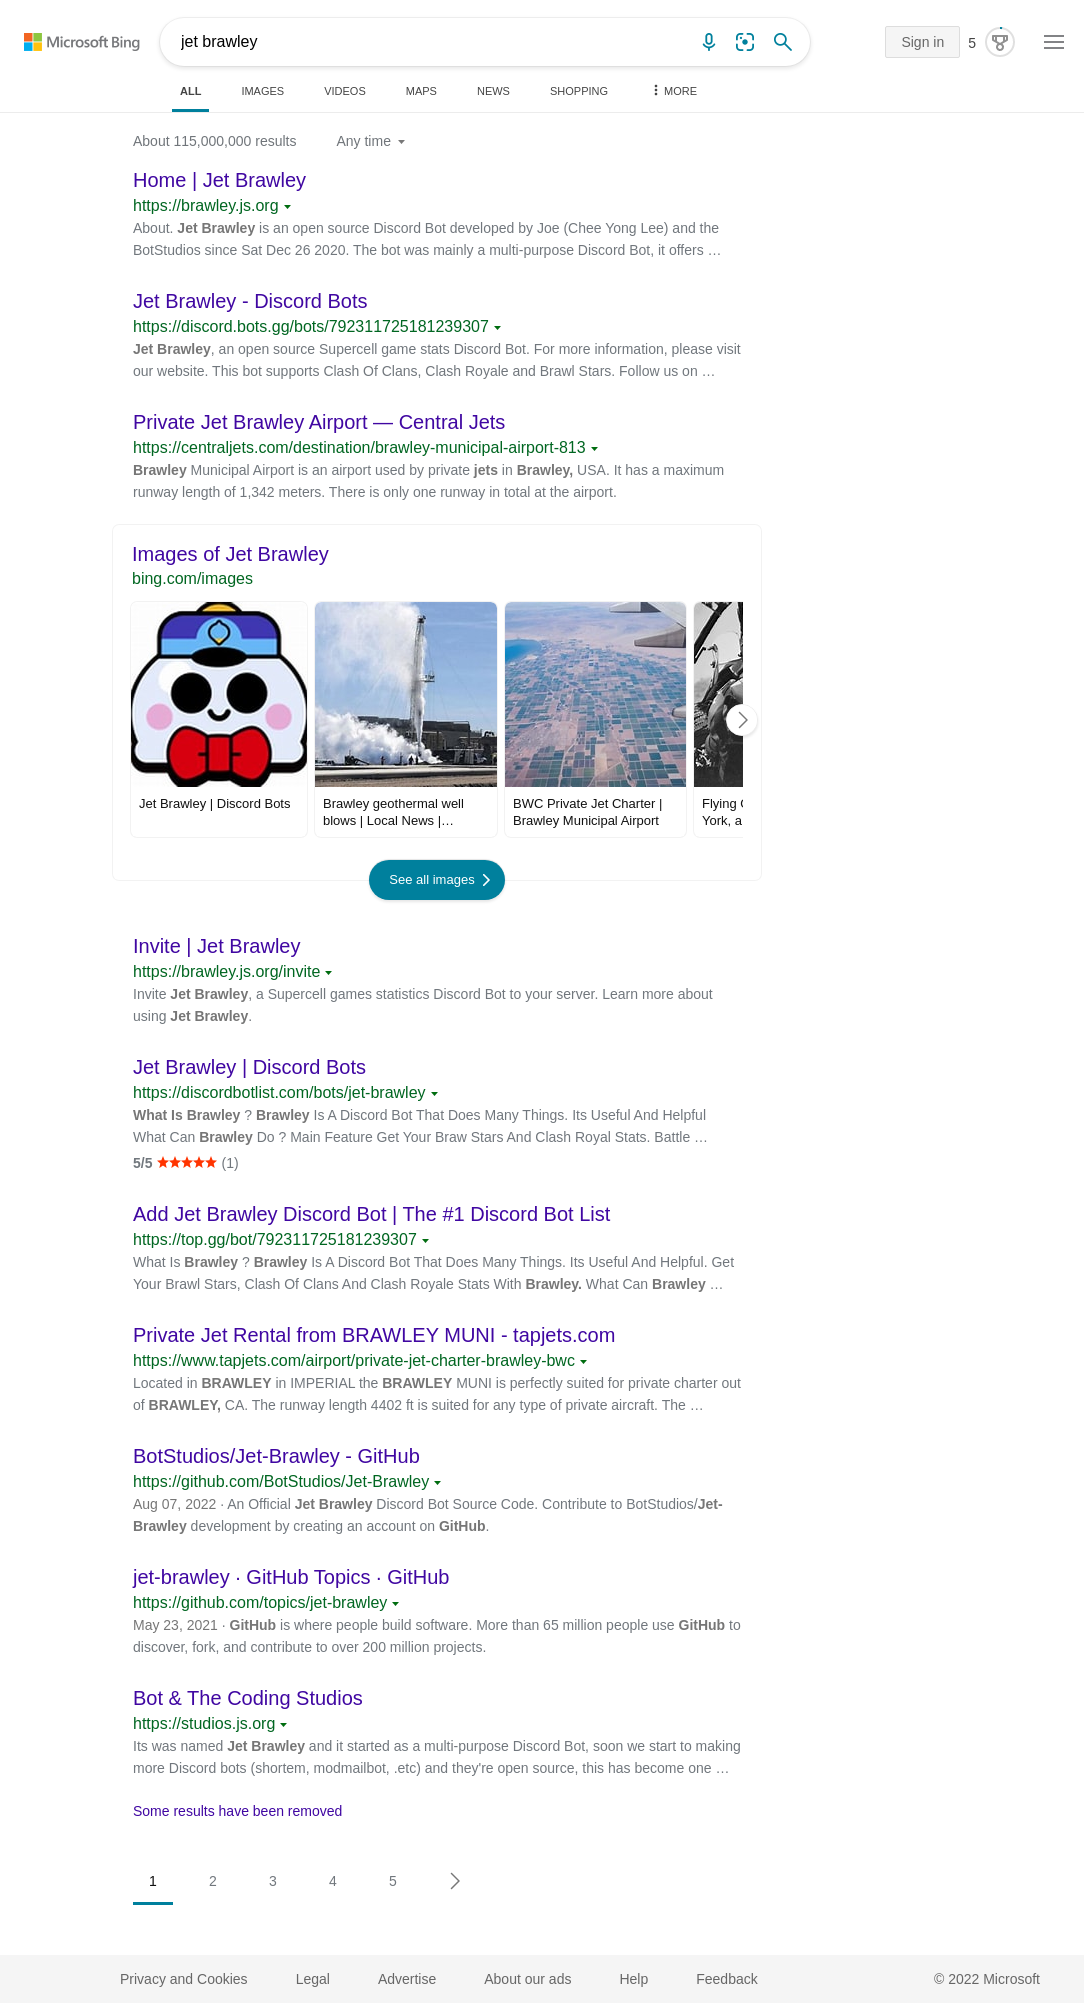 Microsoft Bing
jet brawley
Sign in
5
ALL
IMAGES
VIDEOS
MAPS
NEWS
SHOPPING
MORE
About 115,000,000 results
Any time
Home | Jet Brawley
https://brawley.js.org
About. Jet Brawley is an open source Discord Bot developed by Joe (Chee Yong Lee) and the
BotStudios since Sat Dec 26 2020. The bot was mainly a multi-purpose Discord Bot, it offers …
Jet Brawley - Discord Bots
https://discord.bots.gg/bots/792311725181239307
Jet Brawley, an open source Supercell game stats Discord Bot. For more information, please visit
our website. This bot supports Clash Of Clans, Clash Royale and Brawl Stars. Follow us on …
Private Jet Brawley Airport — Central Jets
https://centraljets.com/destination/brawley-municipal-airport-813
Brawley Municipal Airport is an airport used by private jets in Brawley, USA. It has a maximum
runway length of 1,342 meters. There is only one runway in total at the airport.
Images of Jet Brawley
bing.com/images
Jet Brawley | Discord Bots
Brawley geothermal well
blows | Local News |…
BWC Private Jet Charter |
Brawley Municipal Airport
Flying
York, a
See all images
Invite | Jet Brawley
https://brawley.js.org/invite
Invite Jet Brawley, a Supercell games statistics Discord Bot to your server. Learn more about
using Jet Brawley.
Jet Brawley | Discord Bots
https://discordbotlist.com/bots/jet-brawley
What Is Brawley ? Brawley Is A Discord Bot That Does Many Things. Its Useful And Helpful
What Can Brawley Do ? Main Feature Get Your Braw Stars And Clash Royal Stats. Battle …
5/5 ★★★★★ (1)
Add Jet Brawley Discord Bot | The #1 Discord Bot List
https://top.gg/bot/792311725181239307
What Is Brawley ? Brawley Is A Discord Bot That Does Many Things. Its Useful And Helpful. Get
Your Brawl Stars, Clash Of Clans And Clash Royale Stats With Brawley. What Can Brawley …
Private Jet Rental from BRAWLEY MUNI - tapjets.com
https://www.tapjets.com/airport/private-jet-charter-brawley-bwc
Located in BRAWLEY in IMPERIAL the BRAWLEY MUNI is perfectly suited for private charter out
of BRAWLEY, CA. The runway length 4402 ft is suited for any type of private aircraft. The …
BotStudios/Jet-Brawley - GitHub
https://github.com/BotStudios/Jet-Brawley
Aug 07, 2022 · An Official Jet Brawley Discord Bot Source Code. Contribute to BotStudios/Jet-
Brawley development by creating an account on GitHub.
jet-brawley · GitHub Topics · GitHub
https://github.com/topics/jet-brawley
May 23, 2021 · GitHub is where people build software. More than 65 million people use GitHub to
discover, fork, and contribute to over 200 million projects.
Bot & The Coding Studios
https://studios.js.org
Its was named Jet Brawley and it started as a multi-purpose Discord Bot, soon we start to making
more Discord bots (shortem, modmailbot, .etc) and they're open source, this has become one …
Some results have been removed
1
2
3
4
5
Privacy and Cookies
Legal
Advertise
About our ads
Help
Feedback
© 2022 Microsoft